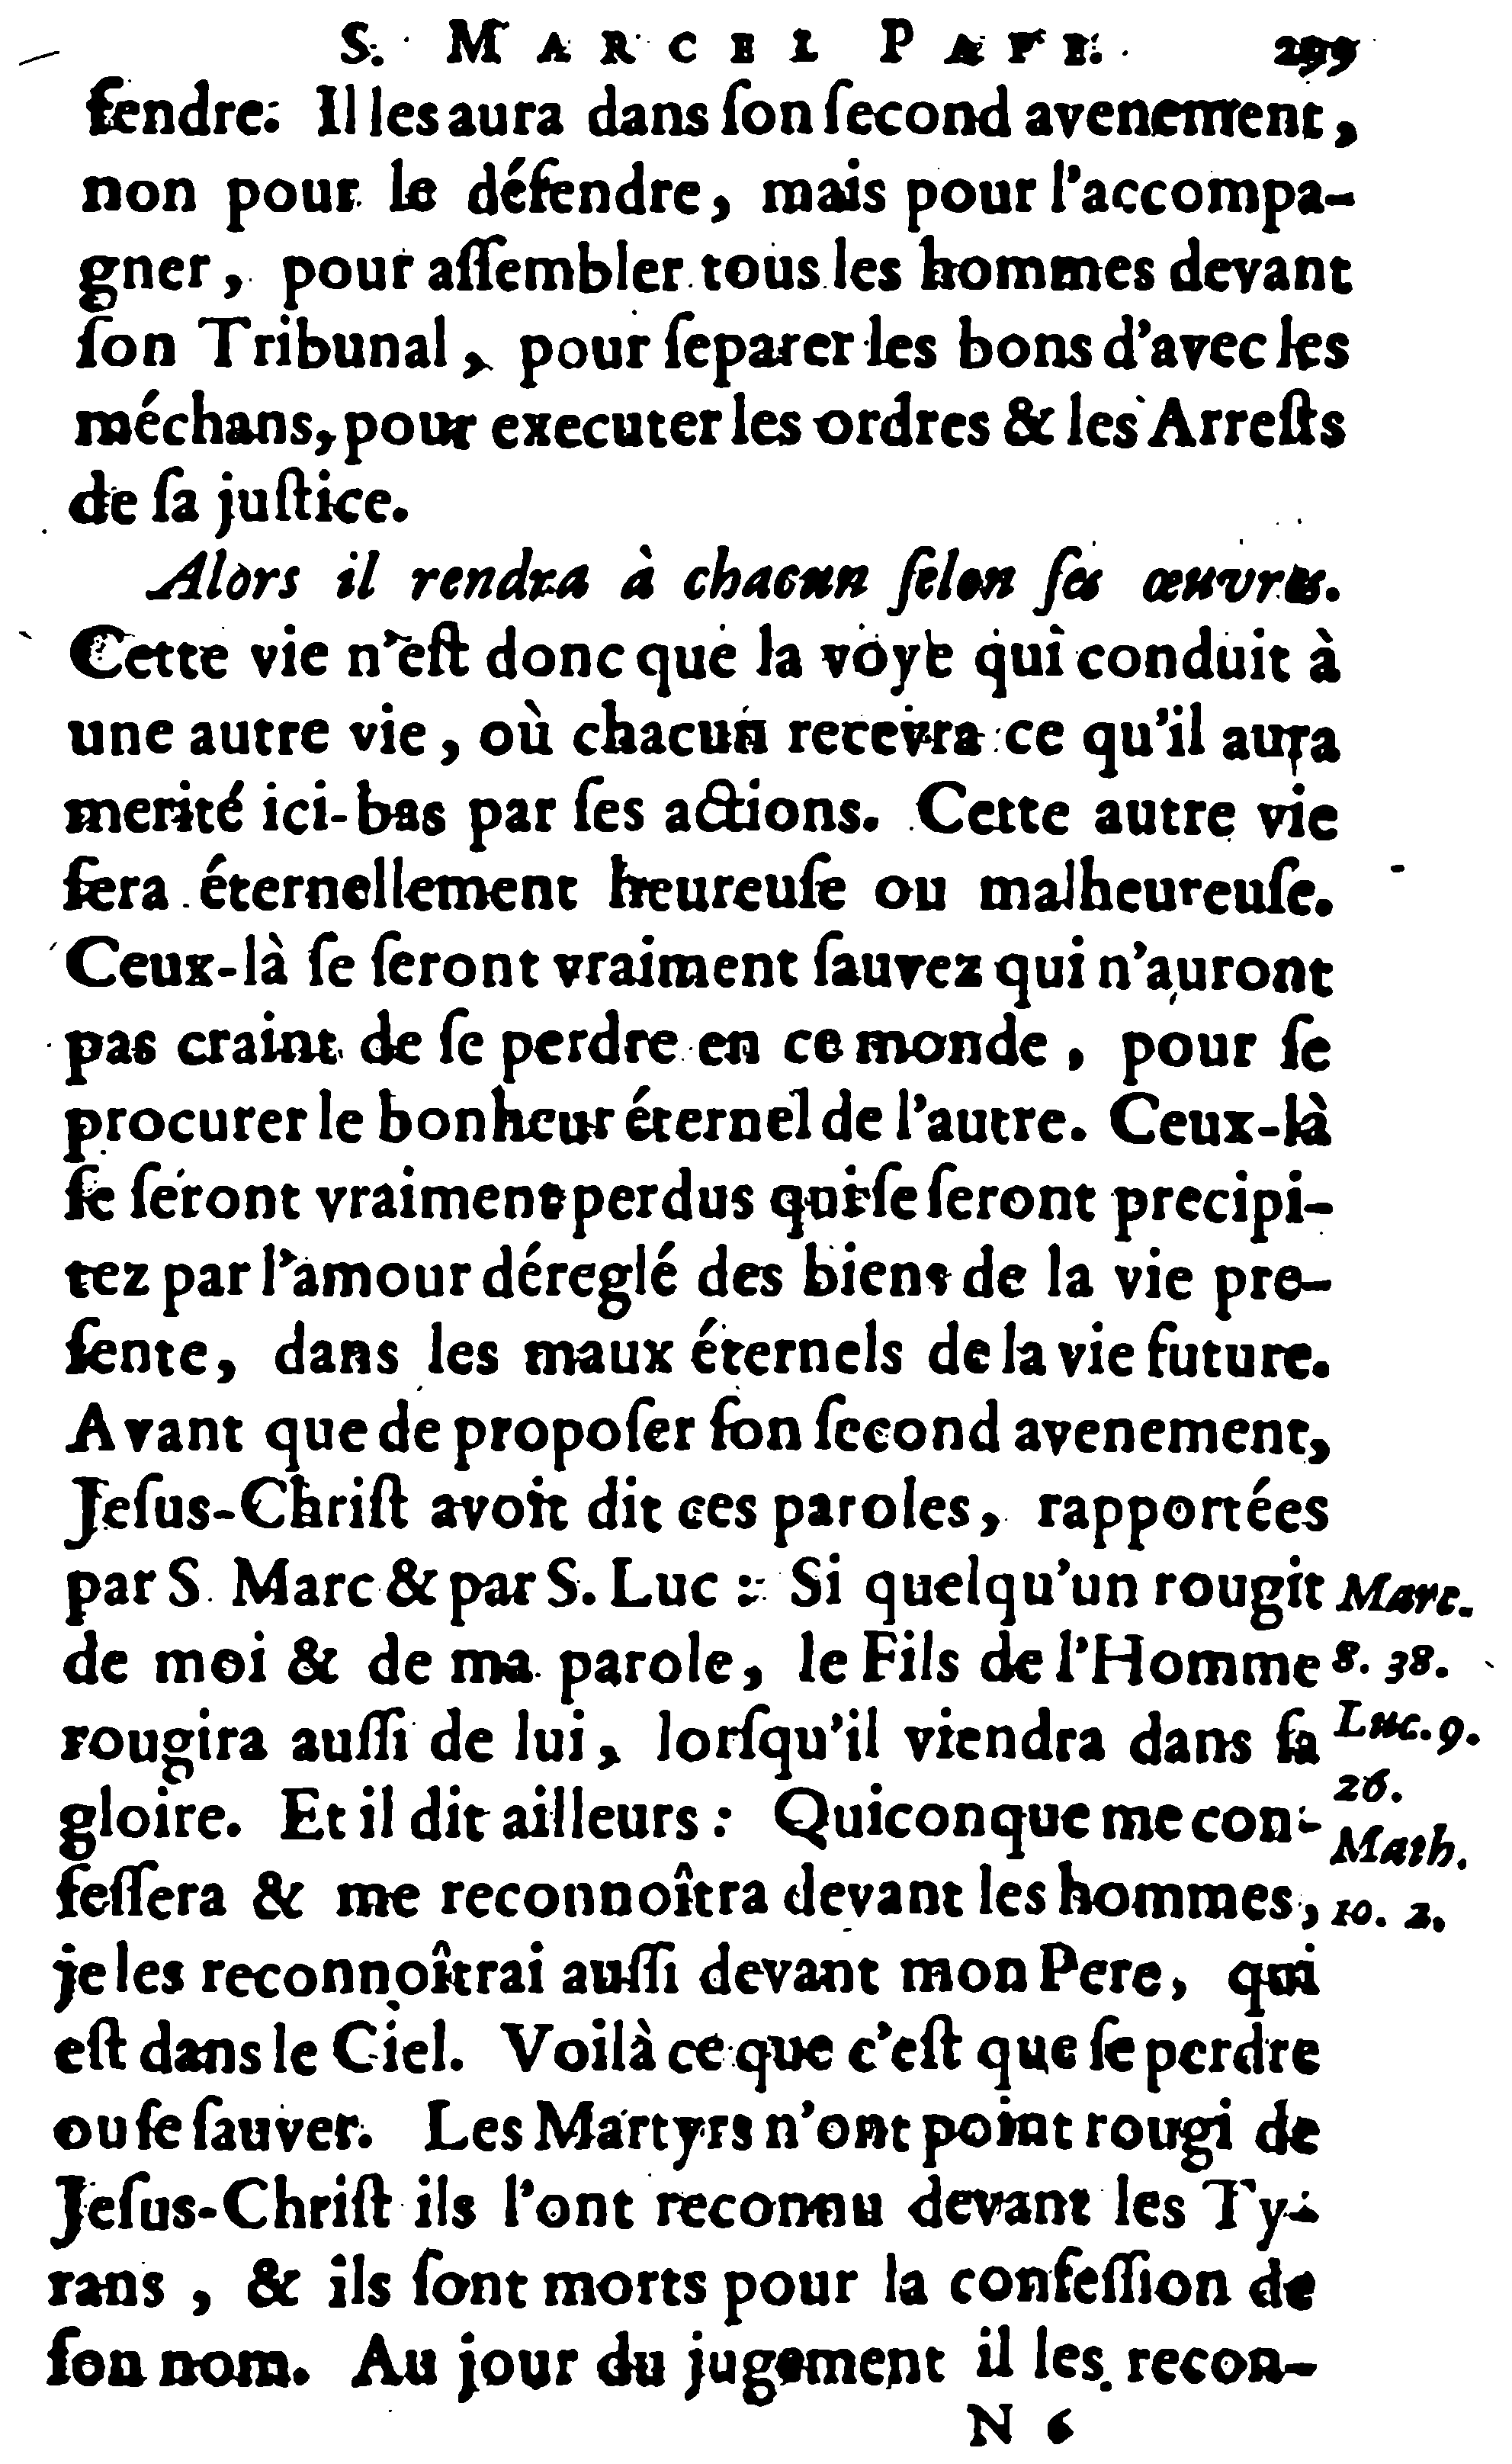 S. MARCEL PAPE. 299
fendre. Il les aura dans ſon ſecond avenement,
non pour le défendre, mais pour l'accompa-
gner, pour aſſembler tous les hommes devant
ſon Tribunal, pour ſeparer les bons d'avec les
méchans, pour executer les ordres & les Arreſts
de ſa juſtice.
Alors il rendra à chacun ſelon ſes œuvres.
Cette vie n'eſt donc que la voye qui conduit à
une autre vie, où chacun recevra ce qu'il aura
merité ici-bas par ſes actions. Cette autre vie
ſera éternellement heureuſe ou malheureuſe.
Ceux-là ſe ſeront vraiment ſauvez qui n'auront
pas craint de ſe perdre en ce monde, pour ſe
procurer le bonheur éternel de l'autre. Ceux-là
ſe ſeront vraiment perdus qui ſe ſeront precipi-
tez par l'amour déreglé des biens de la vie pre-
ſente, dans les maux éternels de la vie future.
Avant que de propoſer ſon ſecond avenement,
Jeſus-Chriſt avoit dit ces paroles, rapportées
par S. Marc & par S. Luc : Si quelqu'un rougit Marc.
de moi & de ma parole, le Fils de l'Homme 8. 38.
rougira auſſi de lui, lorſqu'il viendra dans ſa Luc. 9.
26.
gloire. Et il dit ailleurs : Quiconque me con- Math.
feſſera & me reconnoîtra devant les hommes, 10. 2.
je les reconnoîtrai auſſi devant mon Pere, qui
eſt dans le Ciel. Voilà ce que c'eſt que ſe perdre
ou ſe ſauver. Les Martyrs n'ont point rougi de
Jeſus-Chriſt ils l'ont reconnu devant les Ty-
rans, & ils ſont morts pour la confeſſion de
ſon nom. Au jour du jugement il les recon-
N 6